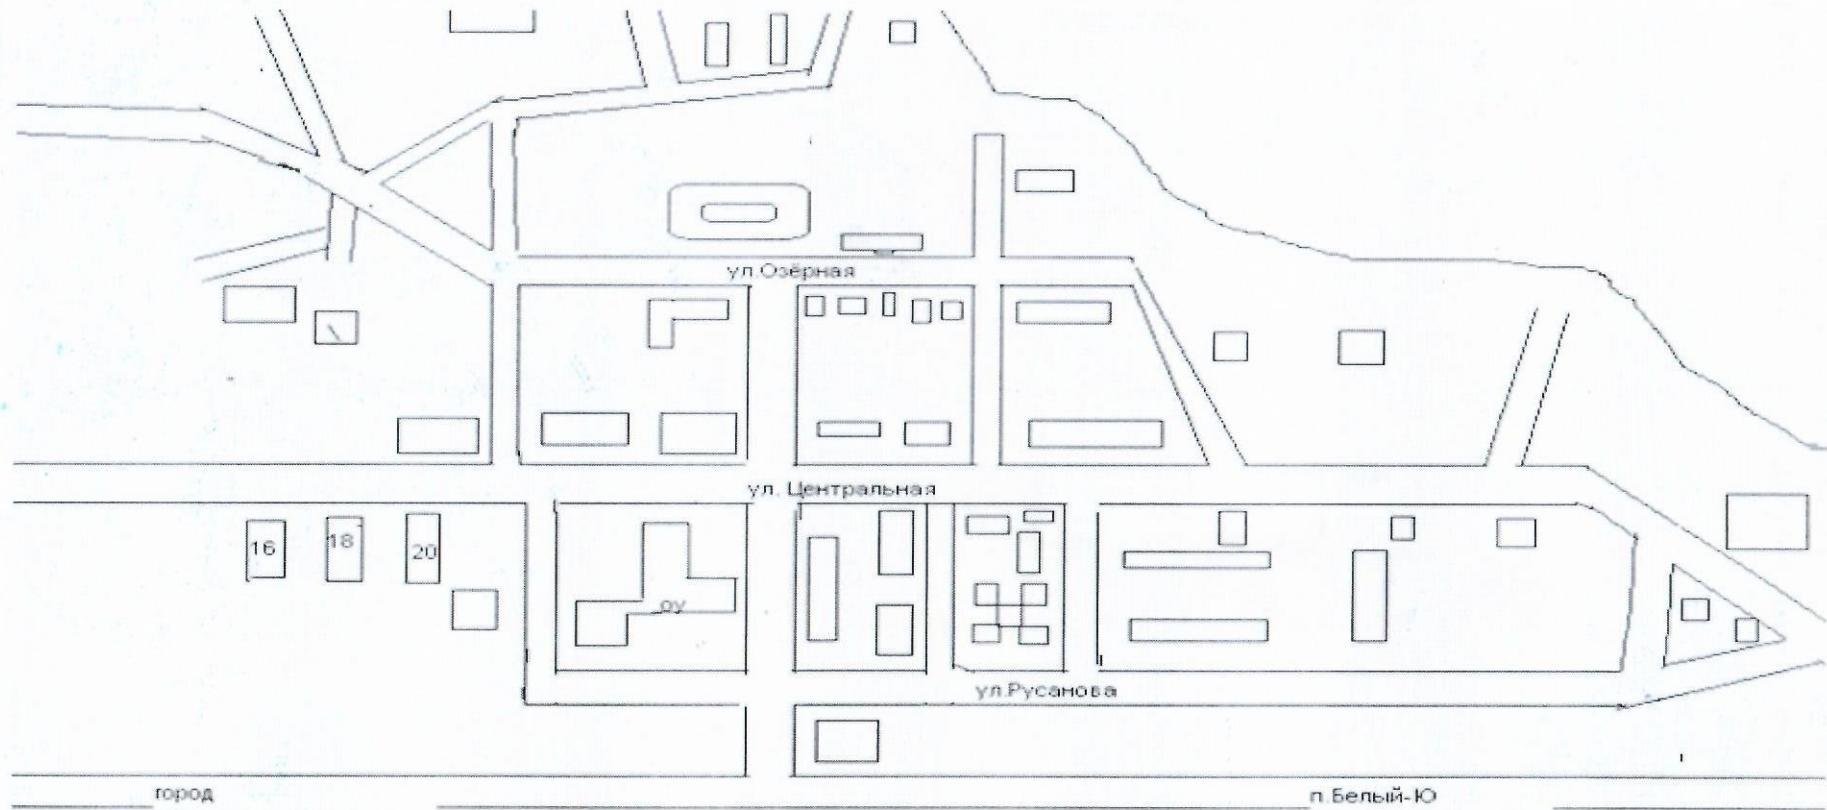 ул.Озёрная
ул. Центральная
16
18
20
оу
ул.Русанова
город
п.Белый-Ю